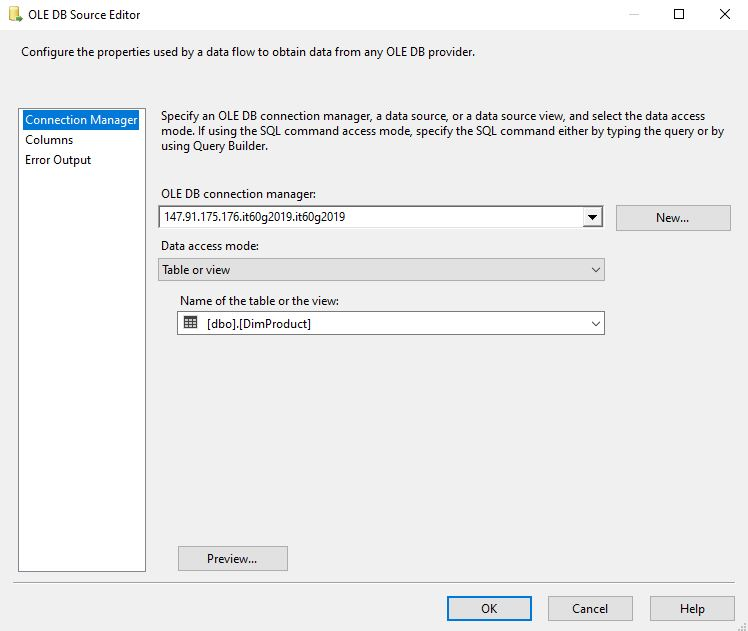 OLE DB Source Editor
Configure the properties used by a data flow to obtain data from any OLE DB provider.
Connection Manager
Columns
Error Output
Specify an OLE DB connection manager, a data source, or a data source view, and select the data access
mode. If using the SQL command access mode, specify the SQL command either by typing the query or by
using Query Builder.
OLE DB connection manager:
147.91.175.176.it60g2019.it60g2019
New...
Data access mode:
Table or view
Name of the table or the view:
[dbo].[DimProduct]
Preview...
OK
Cancel
Help